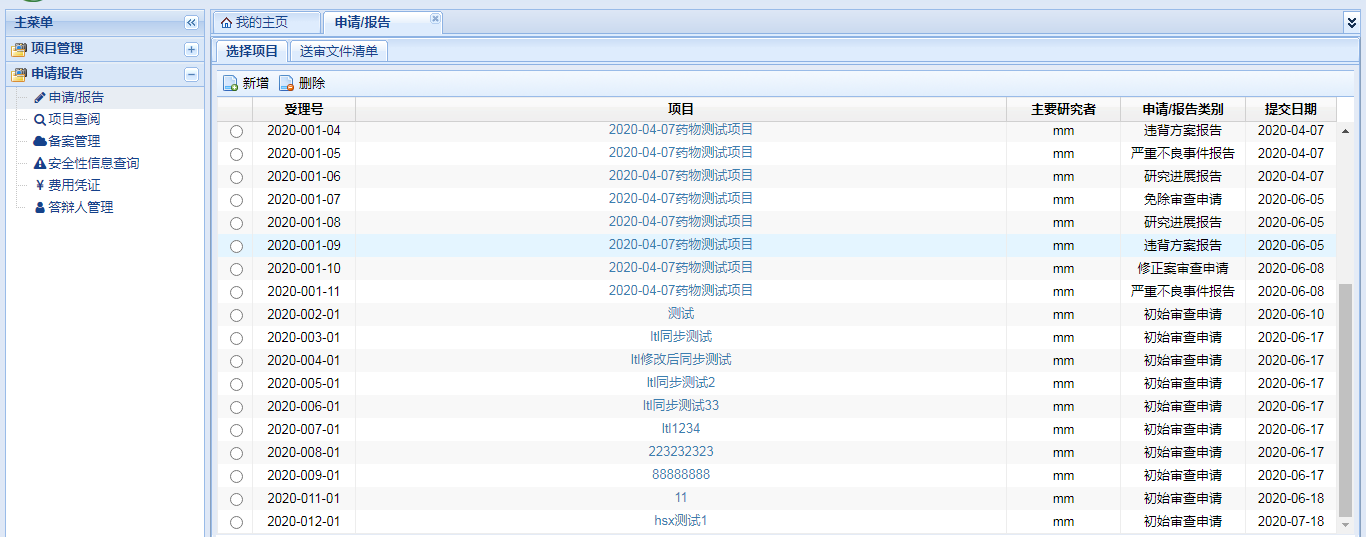 主菜单
项目管理
申请报告
申请/报告
项目查阅
备案管理
安全性信息查询
¥ 费用凭证
答辩人管理
我的主页 申请/报告
选择项目 送审文件清单
新增 删除
受理号 项目 主要研究者 申请/报告类别 提交日期
2020-001-04 2020-04-07药物测试项目 mm 违背方案报告 2020-04-07
2020-001-05 2020-04-07药物测试项目 mm 严重不良事件报告 2020-04-07
2020-001-06 2020-04-07药物测试项目 mm 研究进展报告 2020-04-07
2020-001-07 2020-04-07药物测试项目 mm 免除审查申请 2020-06-05
2020-001-08 2020-04-07药物测试项目 mm 研究进展报告 2020-06-05
2020-001-09 2020-04-07药物测试项目 mm 违背方案报告 2020-06-05
2020-001-10 2020-04-07药物测试项目 mm 修正案审查申请 2020-06-08
2020-001-11 2020-04-07药物测试项目 mm 严重不良事件报告 2020-06-08
2020-002-01 测试 mm 初始审查申请 2020-06-10
2020-003-01 ltl同步测试 mm 初始审查申请 2020-06-17
2020-004-01 ltl修改后同步测试 mm 初始审查申请 2020-06-17
2020-005-01 ltl同步测试2 mm 初始审查申请 2020-06-17
2020-006-01 ltl同步测试33 mm 初始审查申请 2020-06-17
2020-007-01 ltl1234 mm 初始审查申请 2020-06-17
2020-008-01 223232323 mm 初始审查申请 2020-06-17
2020-009-01 88888888 mm 初始审查申请 2020-06-17
2020-011-01 11 mm 初始审查申请 2020-06-18
2020-012-01 hsx测试1 mm 初始审查申请 2020-07-18